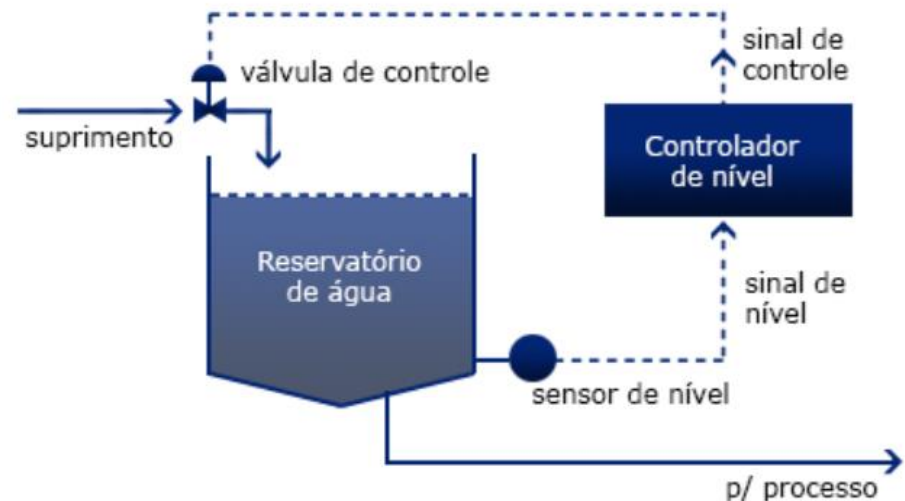 sinal de
controle
válvula de controle
suprimento
Controlador
de nível
Reservatório
de água
sinal de
nível
sensor de nível
p/ processo